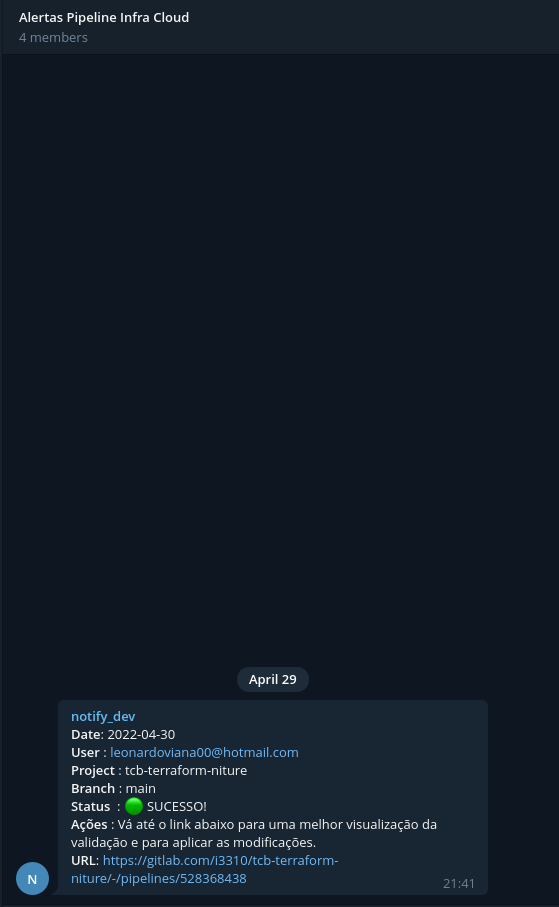 Alertas Pipeline Infra Cloud
4 members
April 29
notify_dev
Date: 2022-04-30
User : leonardoviana00@hotmail.com
Project : tcb-terraform-niture
Branch : main
Status : 🟢 SUCESSO!
Ações : Vá até o link abaixo para uma melhor visualização da
validação e para aplicar as modificações.
URL: https://gitlab.com/i3310/tcb-terraform-
niture/-/pipelines/528368438
21:41
N